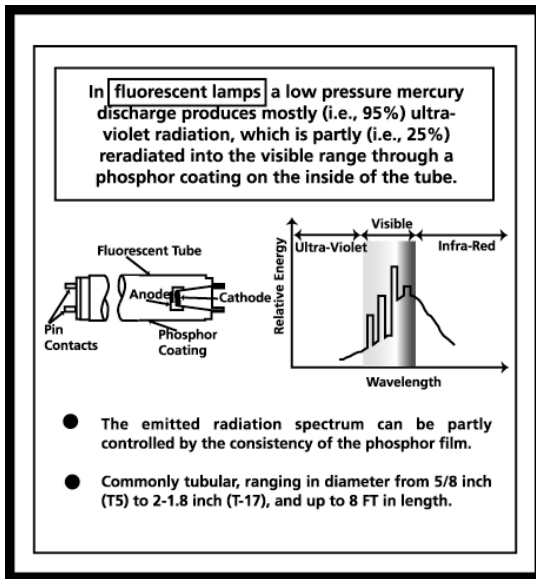 In fluorescent lamps a low pressure mercury
discharge produces mostly (i.e., 95%) ultra-
violet radiation, which is partly (i.e., 25%)
reradiated into the visible range through a
phosphor coating on the inside of the tube.
Fluorescent Tube
Anode
Cathode
Pin
Contacts
Phosphor
Coating
Relative Energy
Visible
Ultra-Violet
Infra-Red
Wavelength
● The emitted radiation spectrum can be partly
controlled by the consistency of the phosphor film.
● Commonly tubular, ranging in diameter from 5/8 inch
(T5) to 2-1.8 inch (T-17), and up to 8 FT in length.